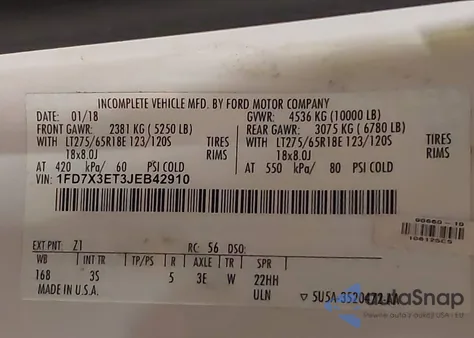 INCOMPLETE VEHICLE MFD. BY FORD MOTOR COMPANY
DATE: 01/18 GVWR: 4536 KG (10000 LB)
FRONT GAWR: 2381 KG (5250 LB) REAR GAWR: 3075 KG (6780 LB)
WITH LT275/65R18E 123/120S TIRES WITH LT275/65R18E 123/120S TIRES
18x8.0J RIMS 18x8.0J RIMS
AT 420 kPa/ 60 PSI COLD AT 550 kPa/ 80 PSI COLD
VIN: 1FD7X3ET3JEB42910
EXT PNT: Z1 RC: 56 DSO:
WB INT TR TP/PS R AXLE TR SPR
168 3S 5 3E W 22HH
MADE IN U.S.A. ULN
AutoSnap